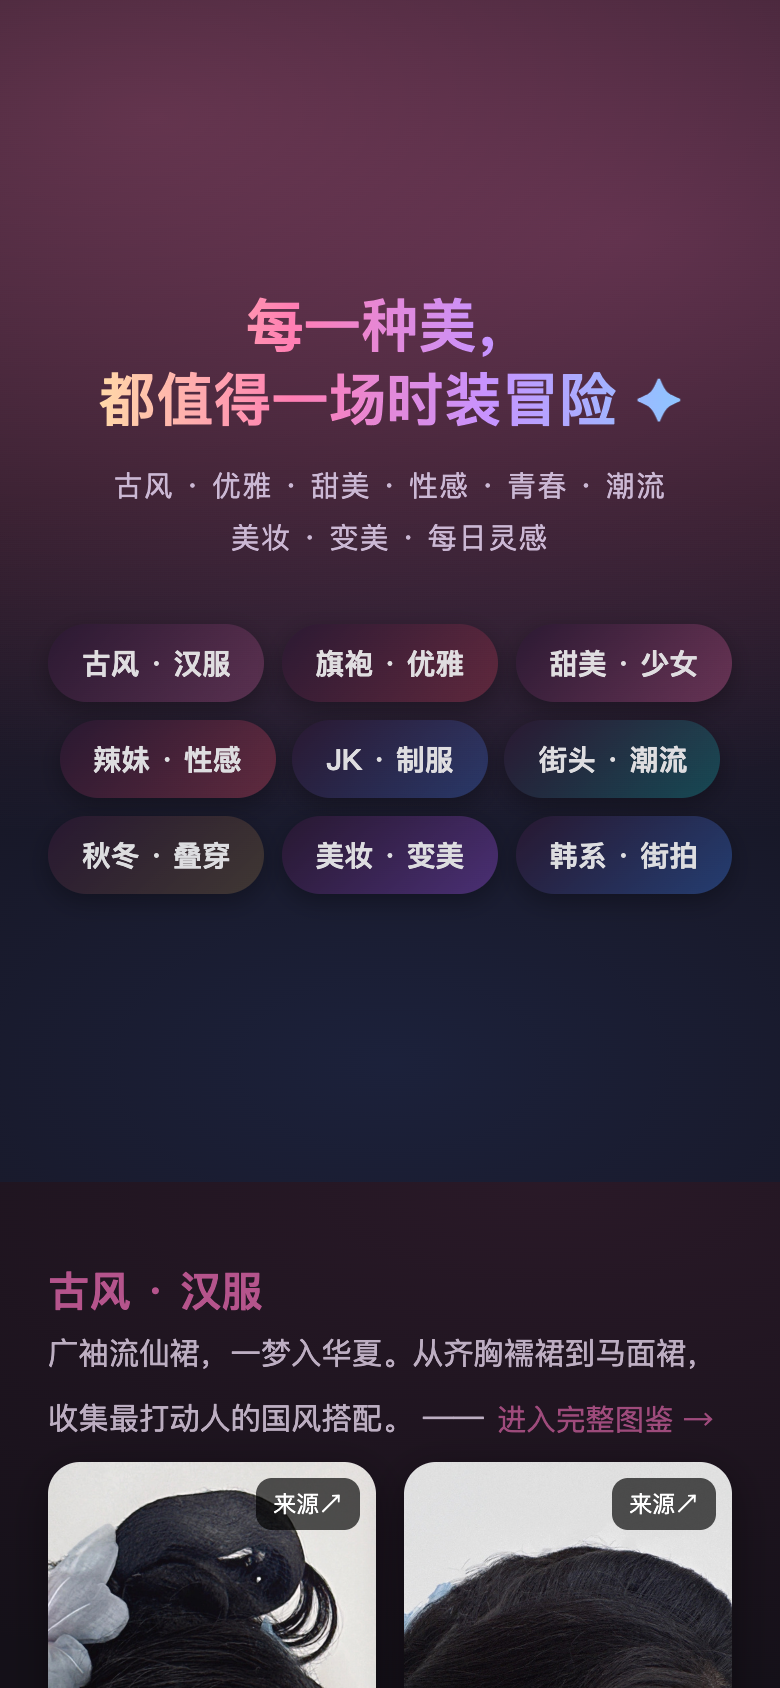 每一种美，
都值得一场时装冒险 ✦
古风 · 优雅 · 甜美 · 性感 · 青春 · 潮流
美妆 · 变美 · 每日灵感
古风 · 汉服
旗袍 · 优雅
甜美 · 少女
辣妹 · 性感
JK · 制服
街头 · 潮流
秋冬 · 叠穿
美妆 · 变美
韩系 · 街拍
古风 · 汉服
广袖流仙裙，一梦入华夏。从齐胸襦裙到马面裙，
收集最打动人的国风搭配。 —— 进入完整图鉴 →
来源↗
来源↗